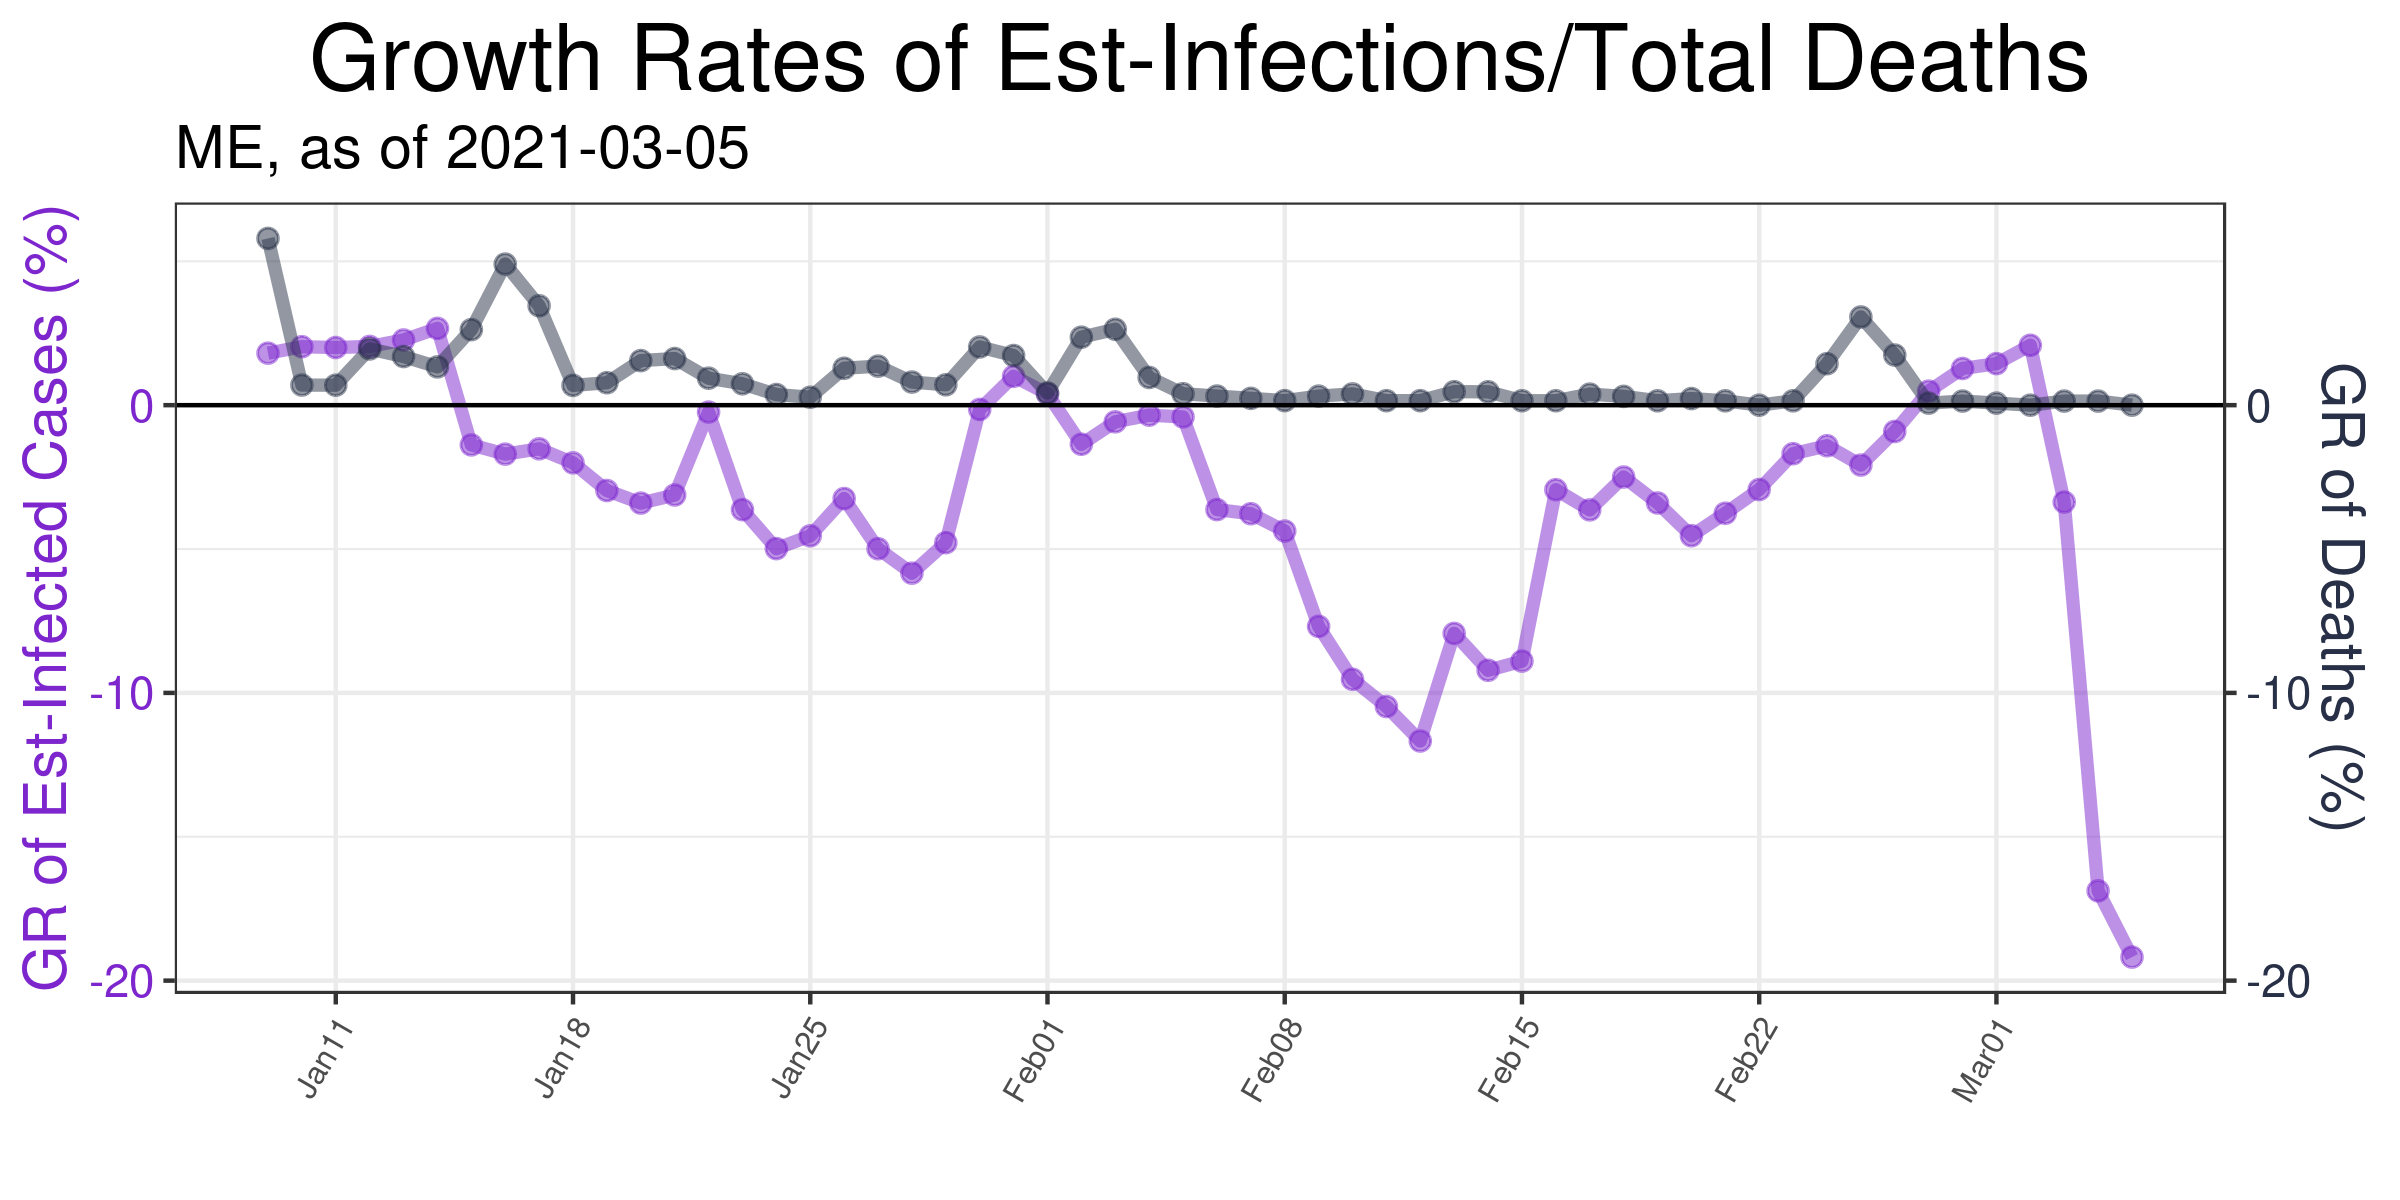 Growth Rates of Est-Infections/Total Deaths
ME, as of 2021-03-05
GR of Est-Infected Cases (%)
0
-10
-20
0
-10
-20
GR of Deaths (%)
Jan11
Jan18
Jan25
Feb01
Feb08
Feb15
Feb22
Mar01